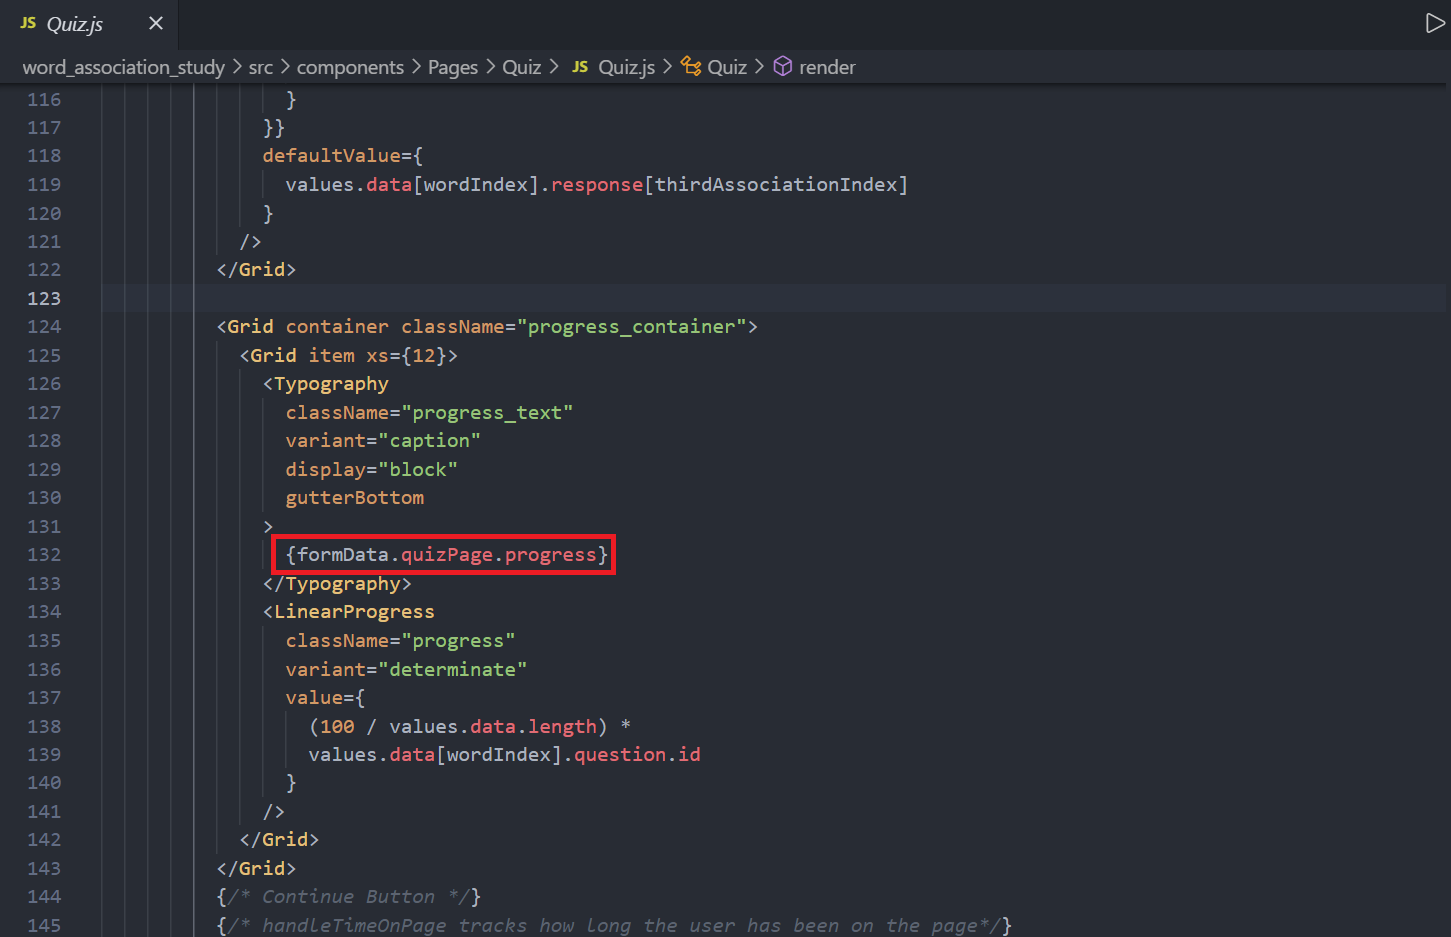 JS Quiz.js
word_association_study > src > components > Pages > Quiz > JS Quiz.js > Quiz > render
116 }
117 }}
118 defaultValue={
119 values.data[wordIndex].response[thirdAssociationIndex]
120 }
121 />
122 </Grid>
123
124 <Grid container className="progress_container">
125 <Grid item xs={12}>
126 <Typography
127 className="progress_text"
128 variant="caption"
129 display="block"
130 gutterBottom
131 >
132 {formData.quizPage.progress}
133 </Typography>
134 <LinearProgress
135 className="progress"
136 variant="determinate"
137 value={
138 (100 / values.data.length) *
139 values.data[wordIndex].question.id
140 }
141 />
142 </Grid>
143 </Grid>
144 {/* Continue Button */}
145 {/* handleTimeOnPage tracks how long the user has been on the page*/}